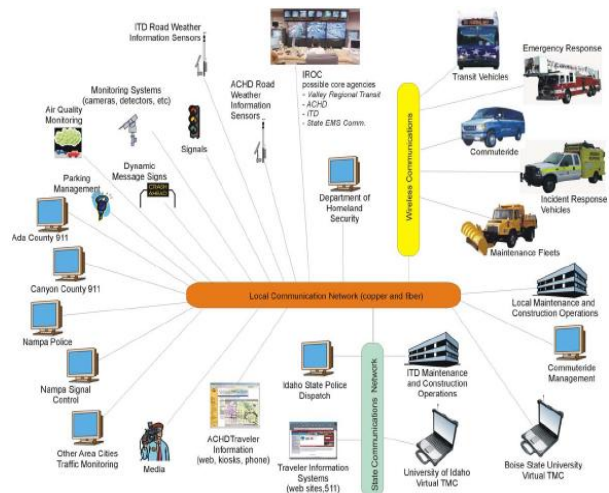 ITD Road Weather
Information Sensors
Monitoring Systems
(cameras, detectors, etc)
Air Quality
Monitoring
Signals
ACHD Road
Weather
Information
Sensors
IROC
possible core agencies
- Valley Regional Transit
- ACHD
- ITD
- State EMS Comm.
Transit Vehicles
Emergency Response
Commuteride
Incident Response
Vehicles
Maintenance Fleets
Wireless Communications
Parking
Management
Dynamic
Message Signs
CRASH
AHEAD
Department of
Homeland
Security
Ada County 911
Canyon County 911
Nampa Police
Nampa Signal
Control
Other Area Cities
Traffic Monitoring
Local Communication Network (copper and fiber)
Local Maintenance and
Construction Operations
Commuteride
Management
Media
ACHDTraveler
Information
(web, kiosks, phone)
Idaho State Police
Dispatch
Traveler Information
Systems
(web sites,511)
State Communications Network
ITD Maintenance
and Construction
Operations
University of Idaho
Virtual TMC
Boise State University
Virtual TMC